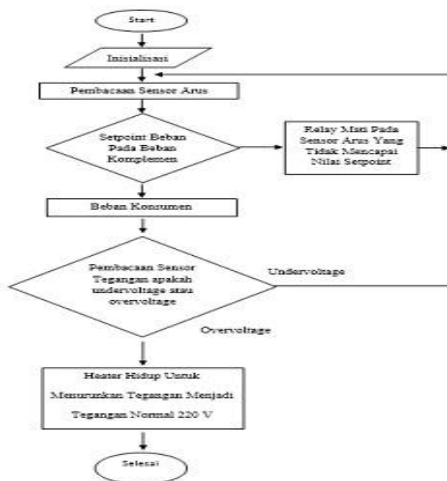 Start
Inisialisasi
Pembacaan Sensor Arus
Setpoint Beban
Pada Beban
Komplemen
Relay Mati Pada
Sensor Arus Yang
Tidak Mencapai
Nilai Setpoint
Beban Konsumen
Pembacaan Sensor
Tegangan apakah
undervoltage atau
overvoltage
Undervoltage
Overvoltage
Heater Hidup Untuk
Menurunkan Tegangan Menjadi
Tegangan Normal 220 V
Selesai